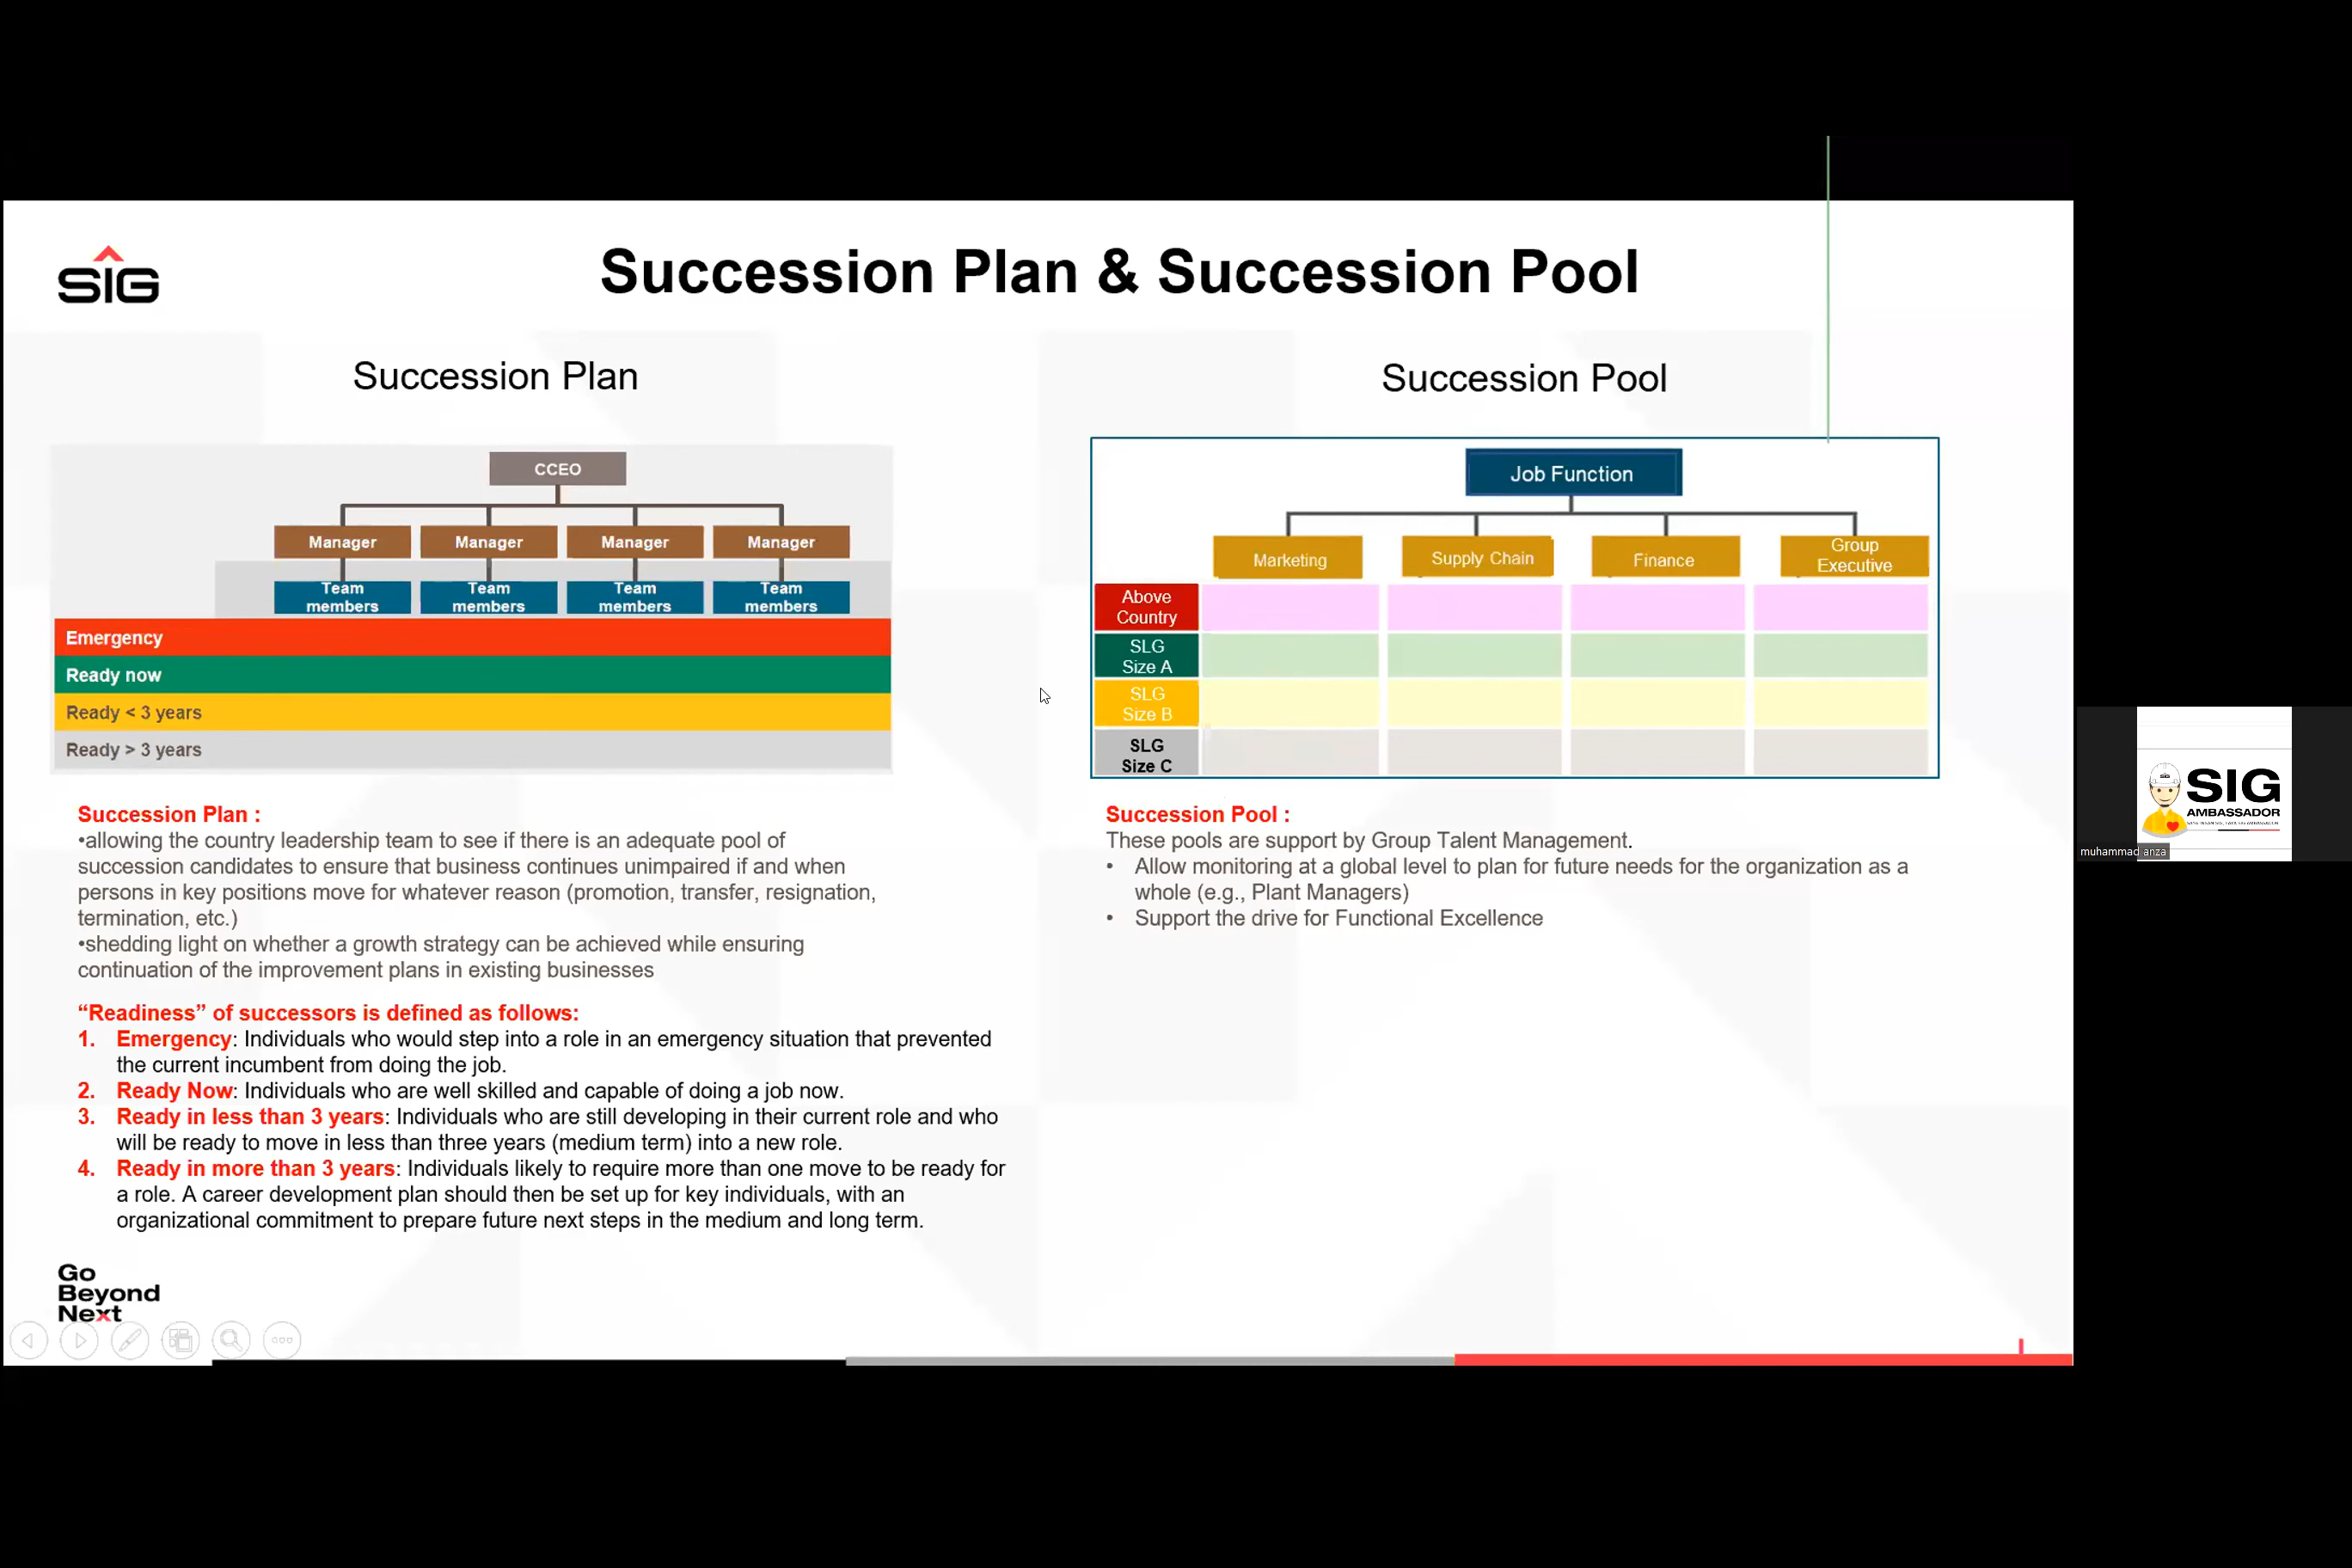 SIG
Succession Plan & Succession Pool
Succession Plan
CCEO
Manager
Manager
Manager
Manager
Team
members
Team
members
Team
members
Team
members
Emergency
Ready now
Ready < 3 years
Ready > 3 years
Succession Plan :
•allowing the country leadership team to see if there is an adequate pool of
succession candidates to ensure that business continues unimpaired if and when
persons in key positions move for whatever reason (promotion, transfer, resignation,
termination, etc.)
•shedding light on whether a growth strategy can be achieved while ensuring
continuation of the improvement plans in existing businesses
“Readiness” of successors is defined as follows:
1. Emergency: Individuals who would step into a role in an emergency situation that prevented
the current incumbent from doing the job.
2. Ready Now: Individuals who are well skilled and capable of doing a job now.
3. Ready in less than 3 years: Individuals who are still developing in their current role and who
will be ready to move in less than three years (medium term) into a new role.
4. Ready in more than 3 years: Individuals likely to require more than one move to be ready for
a role. A career development plan should then be set up for key individuals, with an
organizational commitment to prepare future next steps in the medium and long term.
Succession Pool
Job Function
Marketing
Supply Chain
Finance
Group
Executive
Above
Country
SLG
Size A
SLG
Size B
SLG
Size C
Succession Pool :
These pools are support by Group Talent Management.
• Allow monitoring at a global level to plan for future needs for the organization as a
whole (e.g., Plant Managers)
• Support the drive for Functional Excellence
Go
Beyond
Next
SIG
AMBASSADOR
muhammad anza